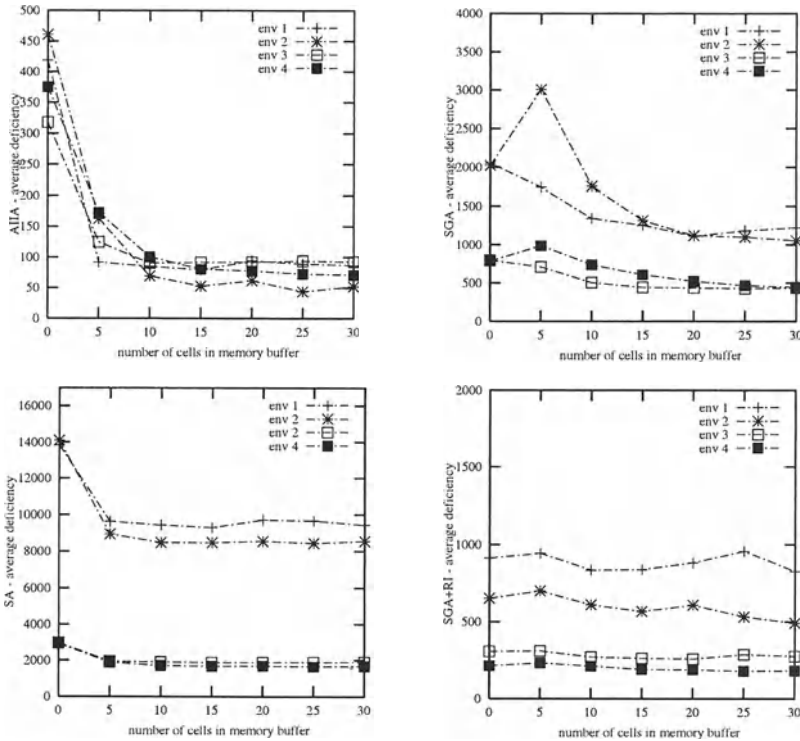 450
400
350
300
250
200
150
100
50
0
AIIA - average deficiency
env 1
env 2
env 3
env 4
0 5 10 15 20 25 30
number of cells in memory buffer
4000
3500
3000
2500
2000
1500
1000
500
0
SGA - average deficiency
env 1
env 2
env 3
env 4
0 5 10 15 20 25 30
number of cells in memory buffer
16000
14000
12000
10000
8000
6000
4000
2000
0
SA - average deficiency
env 1
env 2
env 2
env 4
0 5 10 15 20 25 30
number of cells in memory buffer
2000
1500
1000
500
0
SGA+RI - average deficiency
env 1
env 2
env 3
env 4
0 5 10 15 20 25 30
number of cells in memory buffer